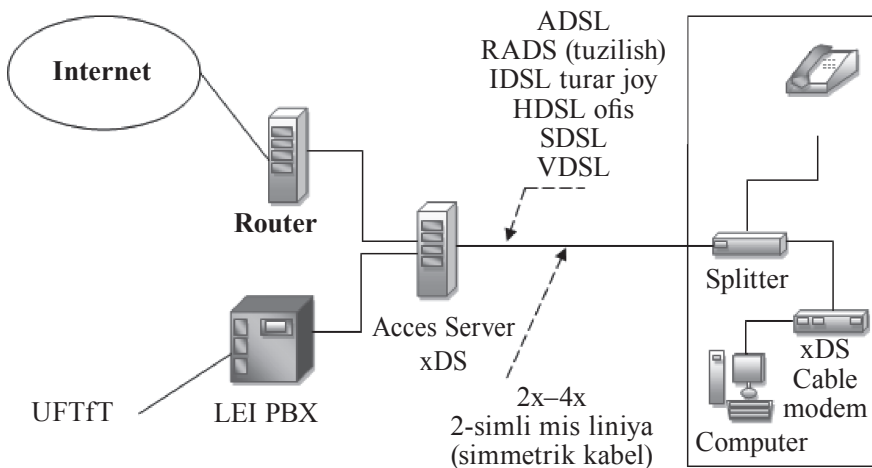 ADSL
RADS (tuzilish)
IDSL turar joy
HDSL ofis
SDSL
VDSL
Internet
Router
Splitter
Acces Server
xDS
xDS
Cable
modem
Computer
UFTfT
LEI PBX
2x–4x
2-simli mis liniya
(simmetrik kabel)